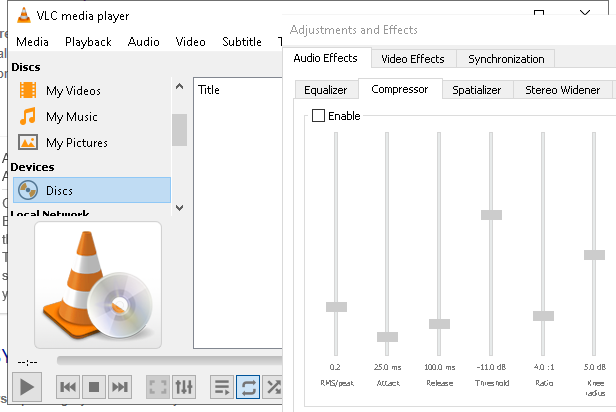 VLC media player
Media Playback Audio Video Subtitle
Discs
My Videos
My Music
My Pictures
Devices
Discs
Local Network
Title
--:--
Adjustments and Effects
Audio Effects Video Effects Synchronization
Equalizer Compressor Spatializer Stereo Widener
Enable
0.2 25.0 ms 100.0 ms -11.0 dB 4.0 :1 5.0 dB
RMS/peak Attack Release Threshold Ratio Knee
radius